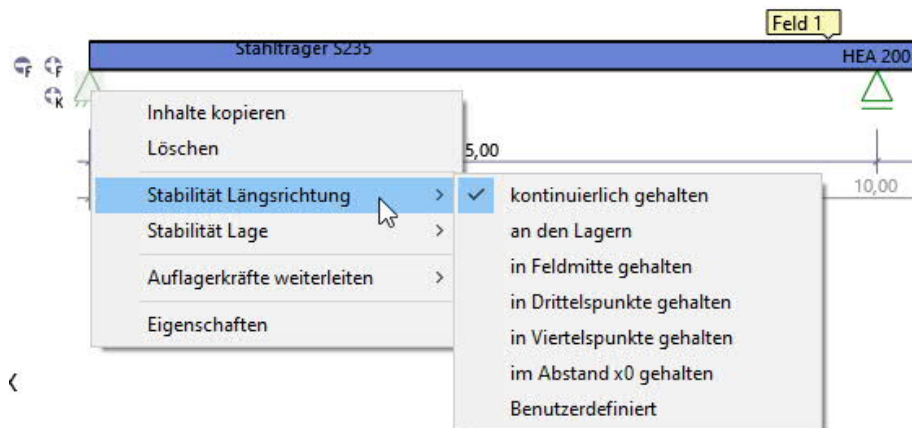 Feld 1
Stahlträger S235
HEA 200
F F
K
Inhalte kopieren
Löschen
5,00
Stabilität Längsrichtung
kontinuierlich gehalten
10,00
Stabilität Lage
an den Lagern
in Feldmitte gehalten
Auflagerkräfte weiterleiten
in Drittelspunkte gehalten
Eigenschaften
in Viertelspunkte gehalten
im Abstand x0 gehalten
Benutzerdefiniert